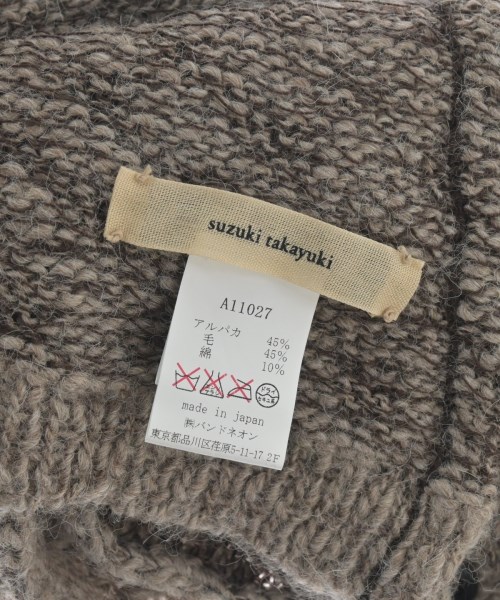 suzuki takayuki
A11027
アルパカ 45%
毛 45%
綿 10%
made in japan
㈱バンドネオン
東京都品川区荏原5-11-17 2F